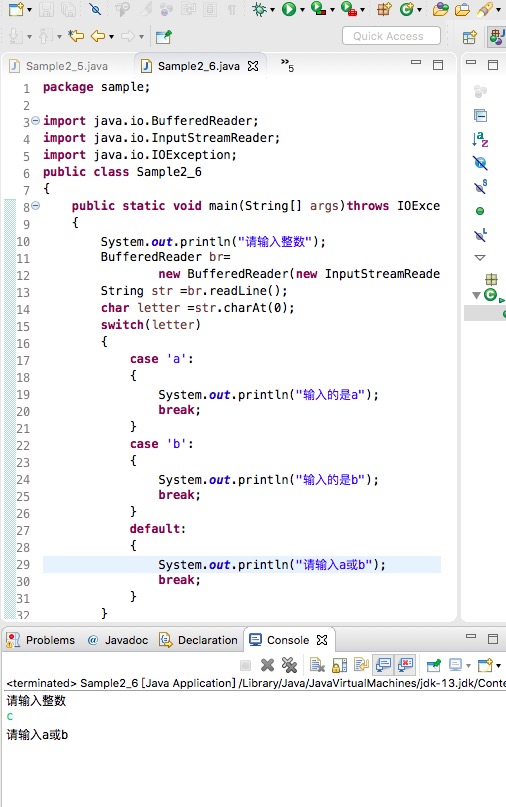 Quick Access
Sample2_5.java
Sample2_6.java
5
1 package sample;
2
3 import java.io.BufferedReader;
4 import java.io.InputStreamReader;
5 import java.io.IOException;
6 public class Sample2_6
7 {
8 public static void main(String[] args)throws IOExce
9 {
10 System.out.println("请输入整数");
11 BufferedReader br=
12 new BufferedReader(new InputStreamReade
13 String str =br.readLine();
14 char letter =str.charAt(0);
15 switch(letter)
16 {
17 case 'a':
18 {
19 System.out.println("输入的是a");
20 break;
21 }
22 case 'b':
23 {
24 System.out.println("输入的是b");
25 break;
26 }
27 default:
28 {
29 System.out.println("请输入a或b");
30 break;
31 }
32 }
Problems @ Javadoc Declaration Console
<terminated> Sample2_6 [Java Application] /Library/Java/JavaVirtualMachines/jdk-13.jdk/Conte
请输入整数
c
请输入a或b